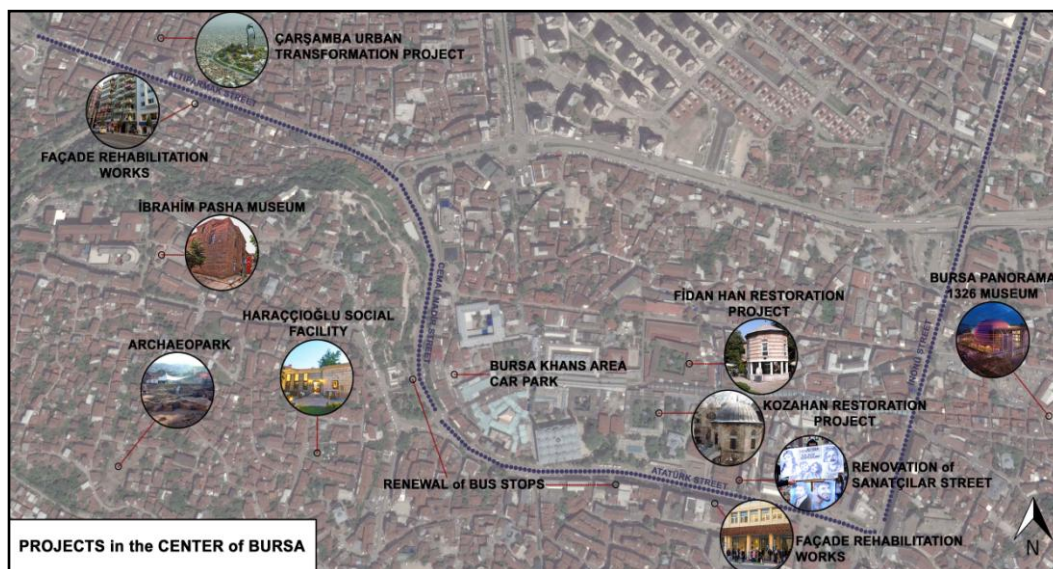 ÇARŞAMBA URBAN
TRANSFORMATION PROJECT
ALTIPARMAK STREET
FAÇADE REHABILITATION
WORKS
İBRAHİM PASHA MUSEUM
CEMAL NADİR STREET
HARAÇÇIOĞLU SOCIAL
FACILITY
ARCHAEOPARK
BURSA KHANS AREA
CAR PARK
FİDAN HAN RESTORATION
PROJECT
BURSA PANORAMA
1326 MUSEUM
İNÖNÜ STREET
KOZAHAN RESTORATION
PROJECT
RENEWAL of BUS STOPS
ATATÜRK STREET
RENOVATION of
SANATÇILAR STREET
FAÇADE REHABILITATION
WORKS
PROJECTS in the CENTER of BURSA
N